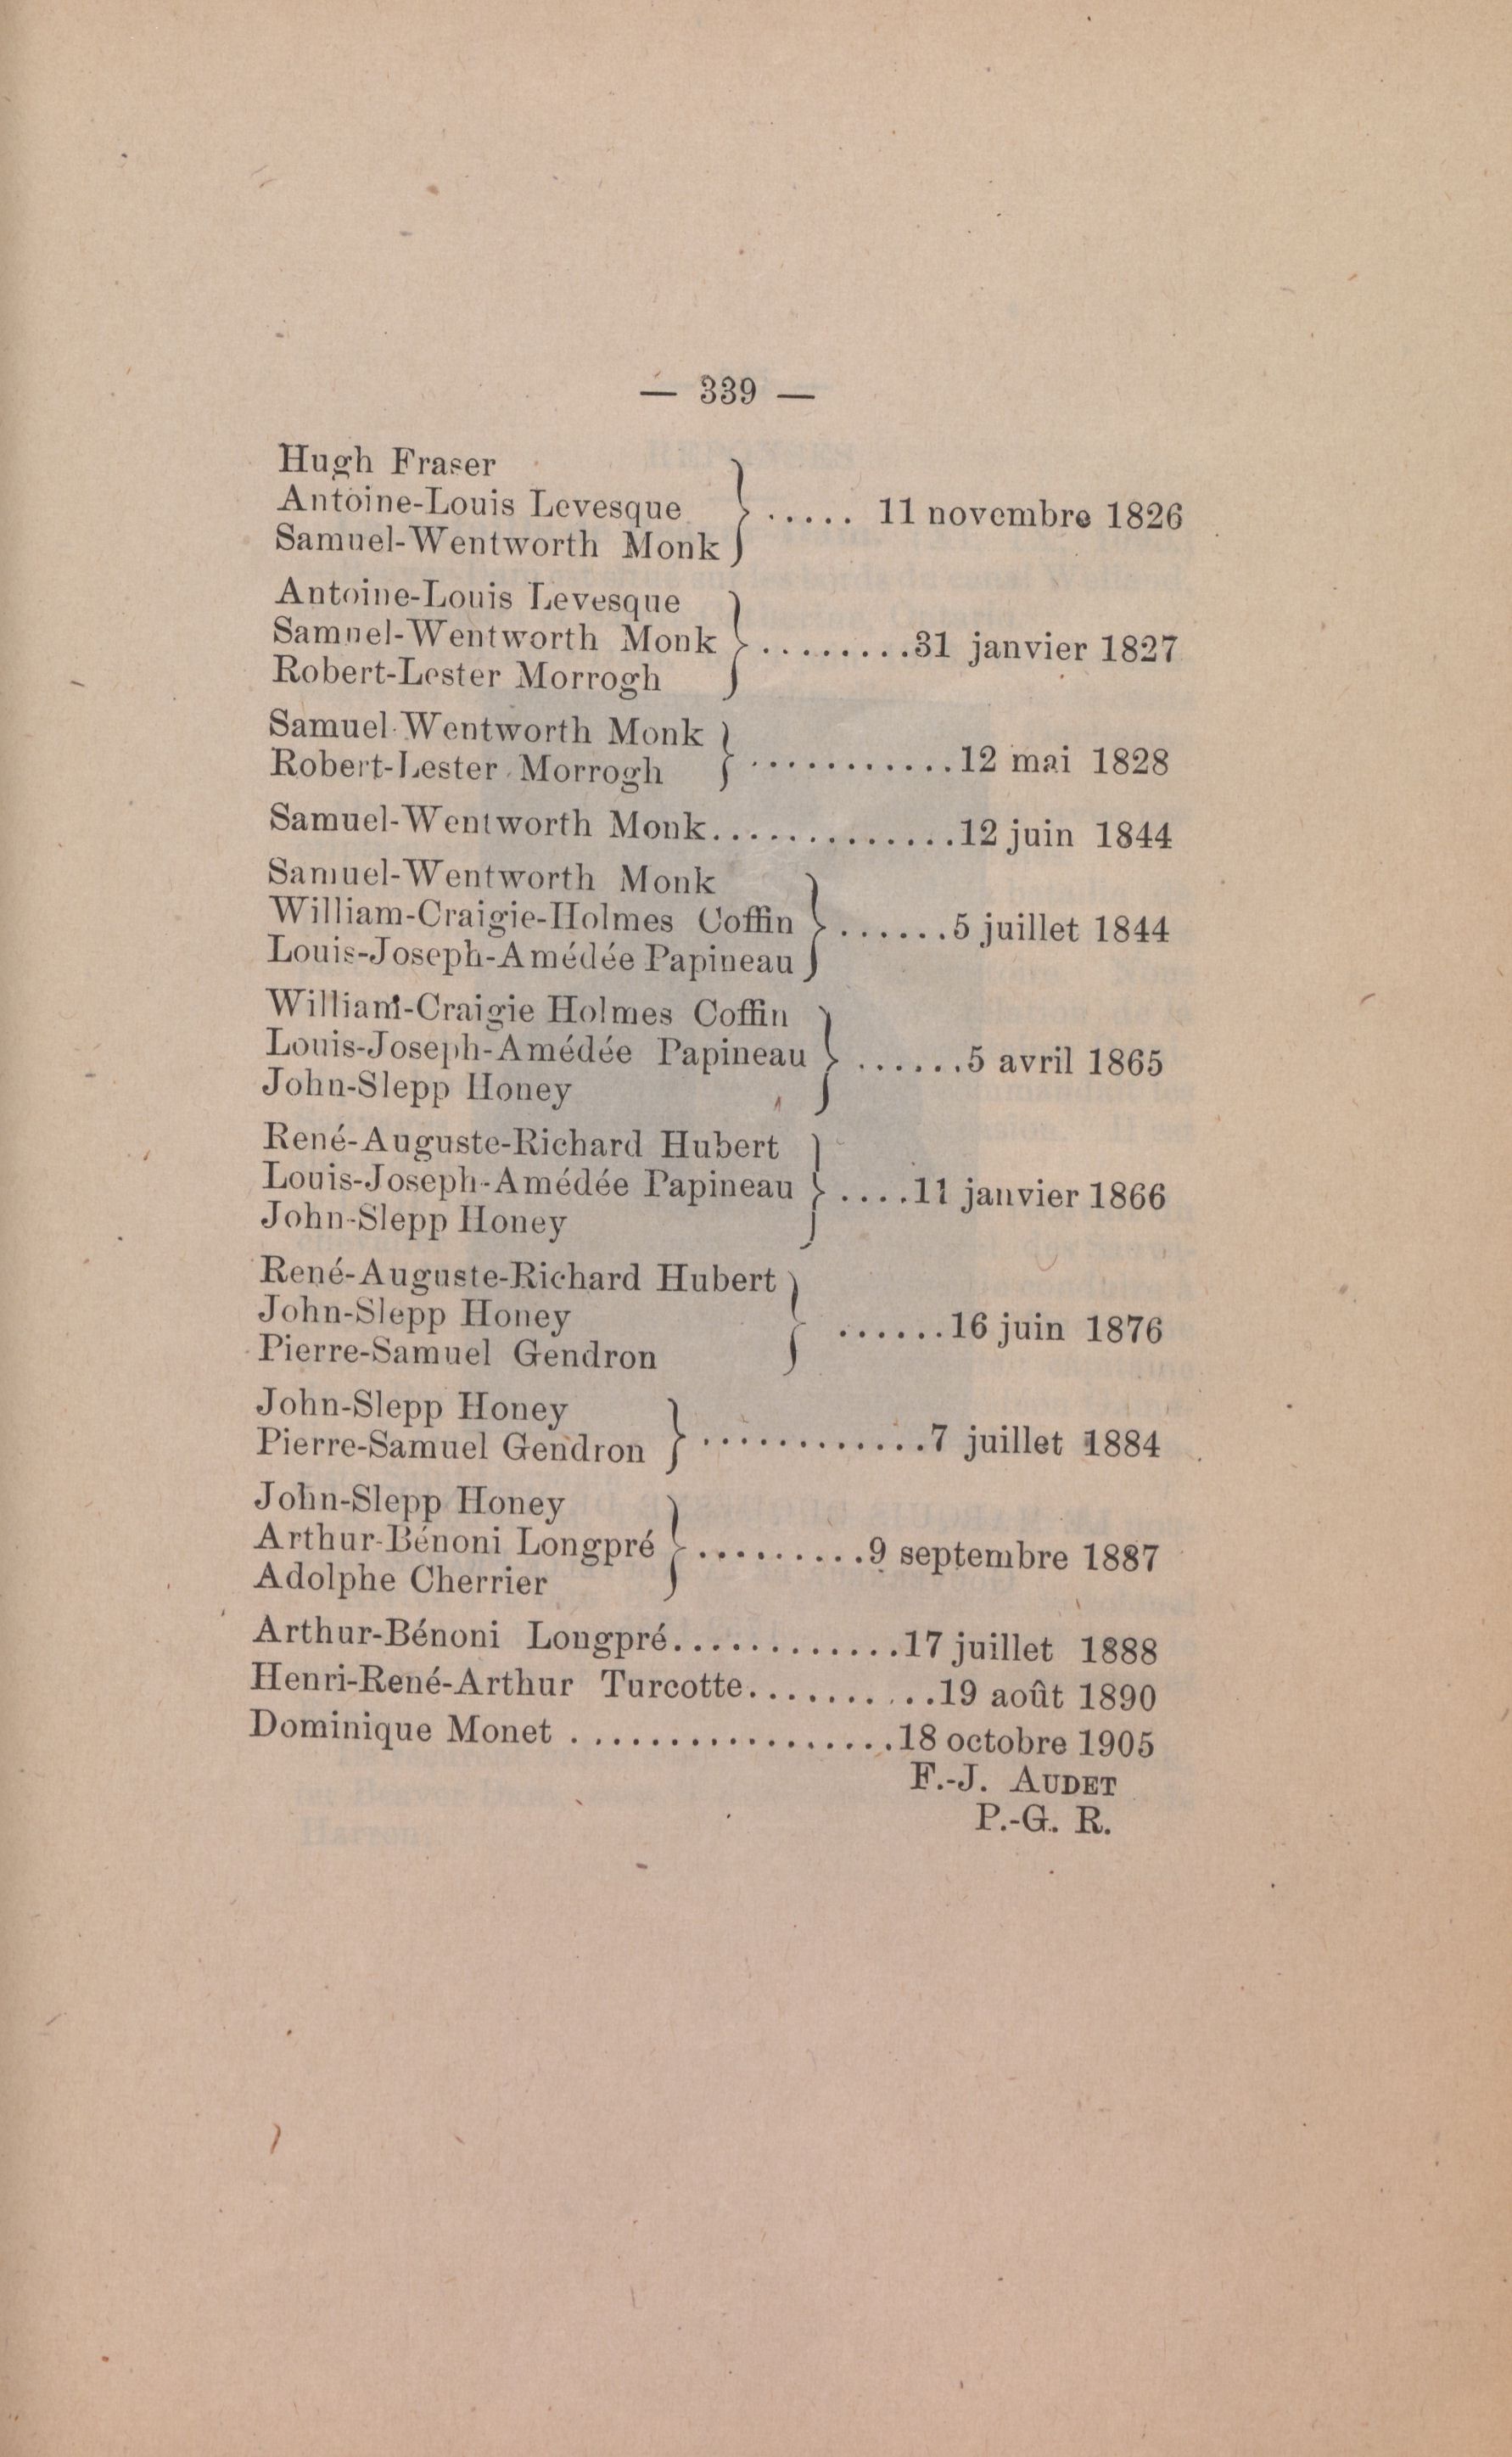 — 339 —
Hugh Fraser
Antoine-Louis Levesque
Samuel-Wentworth Monk
} ..... 11 novembre 1826
Antoine-Louis Levesque
Samuel-Wentworth Monk
Robert-Lester Morrogh
} ........31 janvier 1827
Samuel-Wentworth Monk
Robert-Lester Morrogh
} ...........12 mai 1828
Samuel-Wentworth Monk.............12 juin 1844
Samuel-Wentworth Monk
William-Craigie-Holmes Coffin
Louis-Joseph-Amédée Papineau
} ......5 juillet 1844
William-Craigie Holmes Coffin
Louis-Joseph-Amédée Papineau
John-Slepp Honey
} ......5 avril 1865
René-Auguste-Richard Hubert
Louis-Joseph-Amédée Papineau
John-Slepp Honey
} ....11 janvier 1866
René-Auguste-Richard Hubert
John-Slepp Honey
Pierre-Samuel Gendron
} ......16 juin 1876
John-Slepp Honey
Pierre-Samuel Gendron
} ............7 juillet 1884
John-Slepp Honey
Arthur-Bénoni Longpré
Adolphe Cherrier
} .........9 septembre 1887
Arthur-Bénoni Longpré............17 juillet 1888
Henri-René-Arthur Turcotte..........19 août 1890
Dominique Monet .................18 octobre 1905
F.-J. AUDET
P.-G. R.